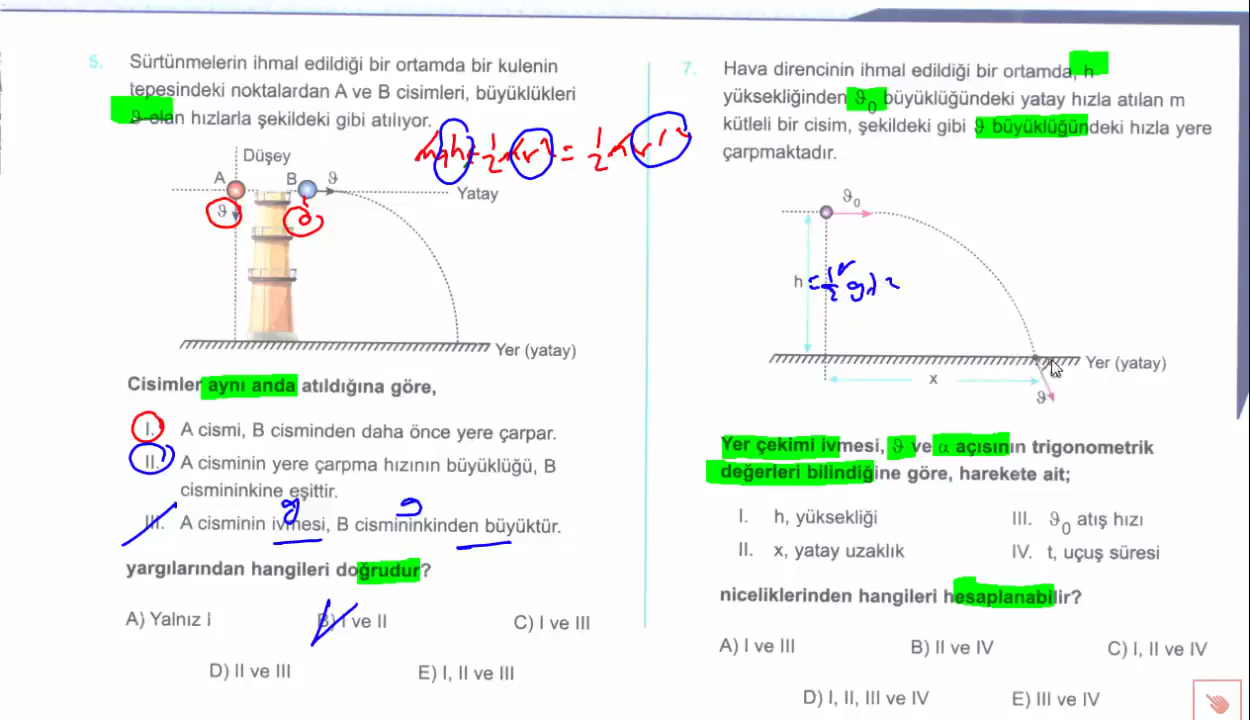 5. Sürtünmelerin ihmal edildiği bir ortamda bir kulenin
tepesindeki noktalardan A ve B cisimleri, büyüklükleri
ϑ olan hızlarla şekildeki gibi atılıyor.
Düşey
A
B
ϑ
Yatay
ϑ
Yer (yatay)
Cisimler aynı anda atıldığına göre,
I. A cismi, B cisminden daha önce yere çarpar.
II. A cisminin yere çarpma hızının büyüklüğü, B
cismininkine eşittir.
III. A cisminin ivmesi, B cismininkinden büyüktür.
yargılarından hangileri doğrudur?
A) Yalnız I
B) I ve II
C) I ve III
D) II ve III
E) I, II ve III
7. Hava direncinin ihmal edildiği bir ortamda, h
yüksekliğinden ϑ0 büyüklüğündeki yatay hızla atılan m
kütleli bir cisim, şekildeki gibi ϑ büyüklüğündeki hızla yere
çarpmaktadır.
ϑ0
h
Yer (yatay)
x
ϑ
Yer çekimi ivmesi, ϑ ve α açısının trigonometrik
değerleri bilindiğine göre, harekete ait;
I. h, yüksekliği
III. ϑ0 atış hızı
II. x, yatay uzaklık
IV. t, uçuş süresi
niceliklerinden hangileri hesaplanabilir?
A) I ve III
B) II ve IV
C) I, II ve IV
D) I, II, III ve IV
E) III ve IV